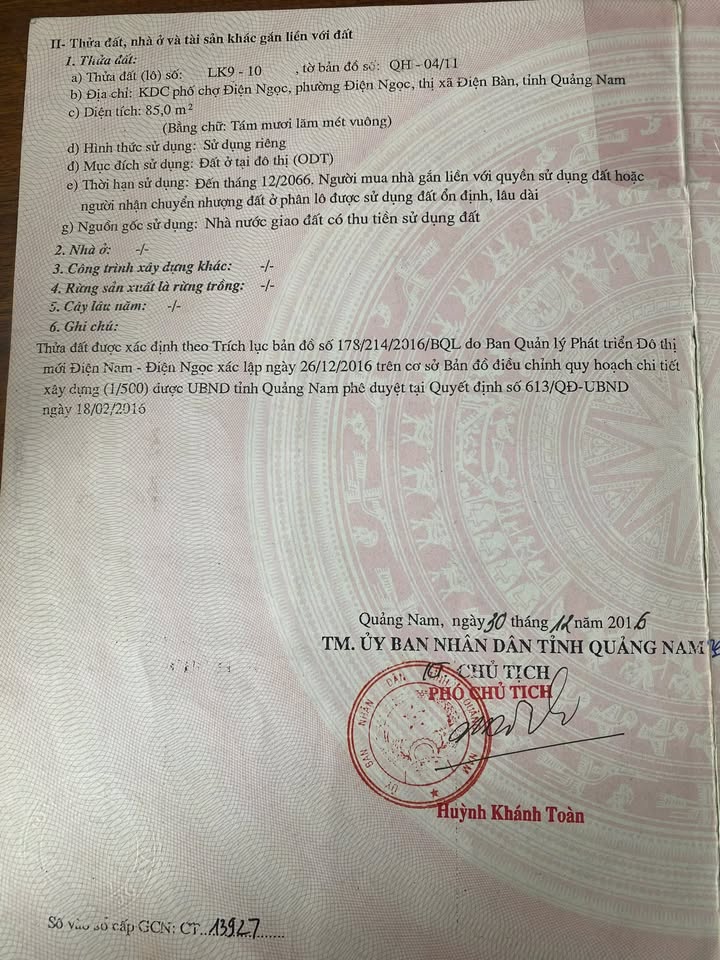 II- Thửa đất, nhà ở và tài sản khác gắn liền với đất
1. Thửa đất:
a) Thửa đất (lô) số: LK9 - 10 , tờ bản đồ số: QH - 04/11
b) Địa chỉ: KDC phố chợ Điện Ngọc, phường Điện Ngọc, thị xã Điện Bàn, tỉnh Quảng Nam
c) Diện tích: 85,0 m²
(Bằng chữ: Tám mươi lăm mét vuông)
d) Hình thức sử dụng: Sử dụng riêng
đ) Mục đích sử dụng: Đất ở tại đô thị (ODT)
e) Thời hạn sử dụng: Đến tháng 12/2066. Người mua nhà gắn liền với quyền sử dụng đất hoặc
người nhận chuyển nhượng đất ở phân lô được sử dụng đất ổn định, lâu dài
g) Nguồn gốc sử dụng: Nhà nước giao đất có thu tiền sử dụng đất
2. Nhà ở: -/-
3. Công trình xây dựng khác: -/-
4. Rừng sản xuất là rừng trồng: -/-
5. Cây lâu năm: -/-
6. Ghi chú:
Thửa đất được xác định theo Trích lục bản đồ số 178/214/2016/BQL do Ban Quản lý Phát triển Đô thị
mới Điện Nam - Điện Ngọc xác lập ngày 26/12/2016 trên cơ sở Bản đồ điều chỉnh quy hoạch chi tiết
xây dựng (1/500) được UBND tỉnh Quảng Nam phê duyệt tại Quyết định số 613/QĐ-UBND
ngày 18/02/2016
Quảng Nam, ngày 30 tháng 12 năm 2016
TM. ỦY BAN NHÂN DÂN TỈNH QUẢNG NAM
KT CHỦ TỊCH
PHÓ CHỦ TỊCH
ỦY BAN NHÂN DÂN TỈNH QUẢNG NAM
Huỳnh Khánh Toàn
Số vào sổ cấp GCN: CT...13927......